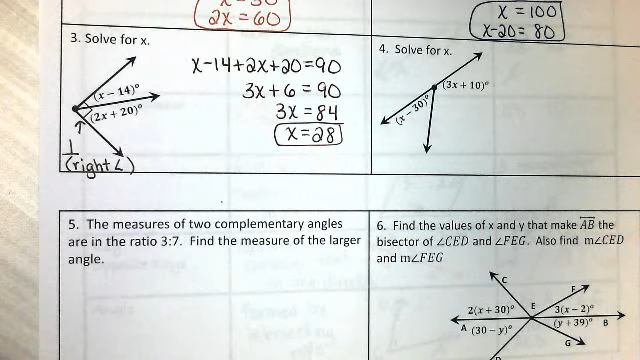 x = 30
2x = 60
x = 100
x-20 = 80
3. Solve for x.
(x − 14)°
(2x + 20)°
(right ∠)
x-14+2x+20=90
3x + 6 = 90
3x = 84
x = 28
4. Solve for x.
(3x + 10)°
(x − 30)°
5. The measures of two complementary angles
are in the ratio 3:7. Find the measure of the larger
angle.
6. Find the values of x and y that make AB the
bisector of ∠CED and ∠FEG. Also find m∠CED
and m∠FEG
C
E
F
2(x + 30)°
3(x − 2)°
A
(30 − y)°
(y + 39)°
B
G
D